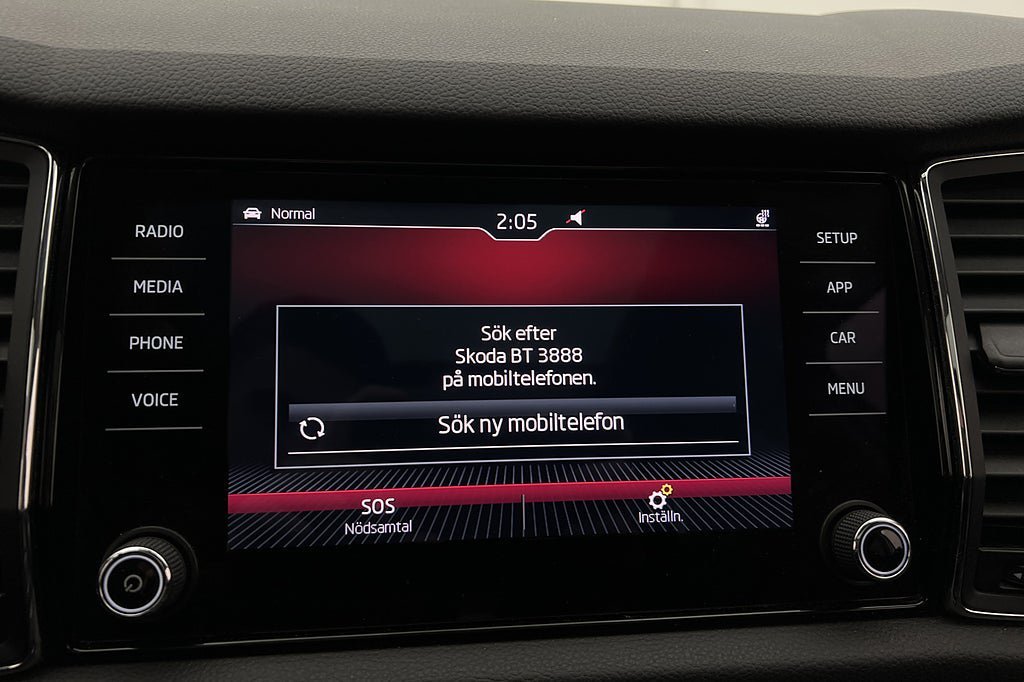 RADIO
MEDIA
PHONE
VOICE
Normal
2:05
Sök efter
Skoda BT 3888
på mobiltelefonen.
Sök ny mobiltelefon
SOS
Nödsamtal
Inställn.
SETUP
APP
CAR
MENU